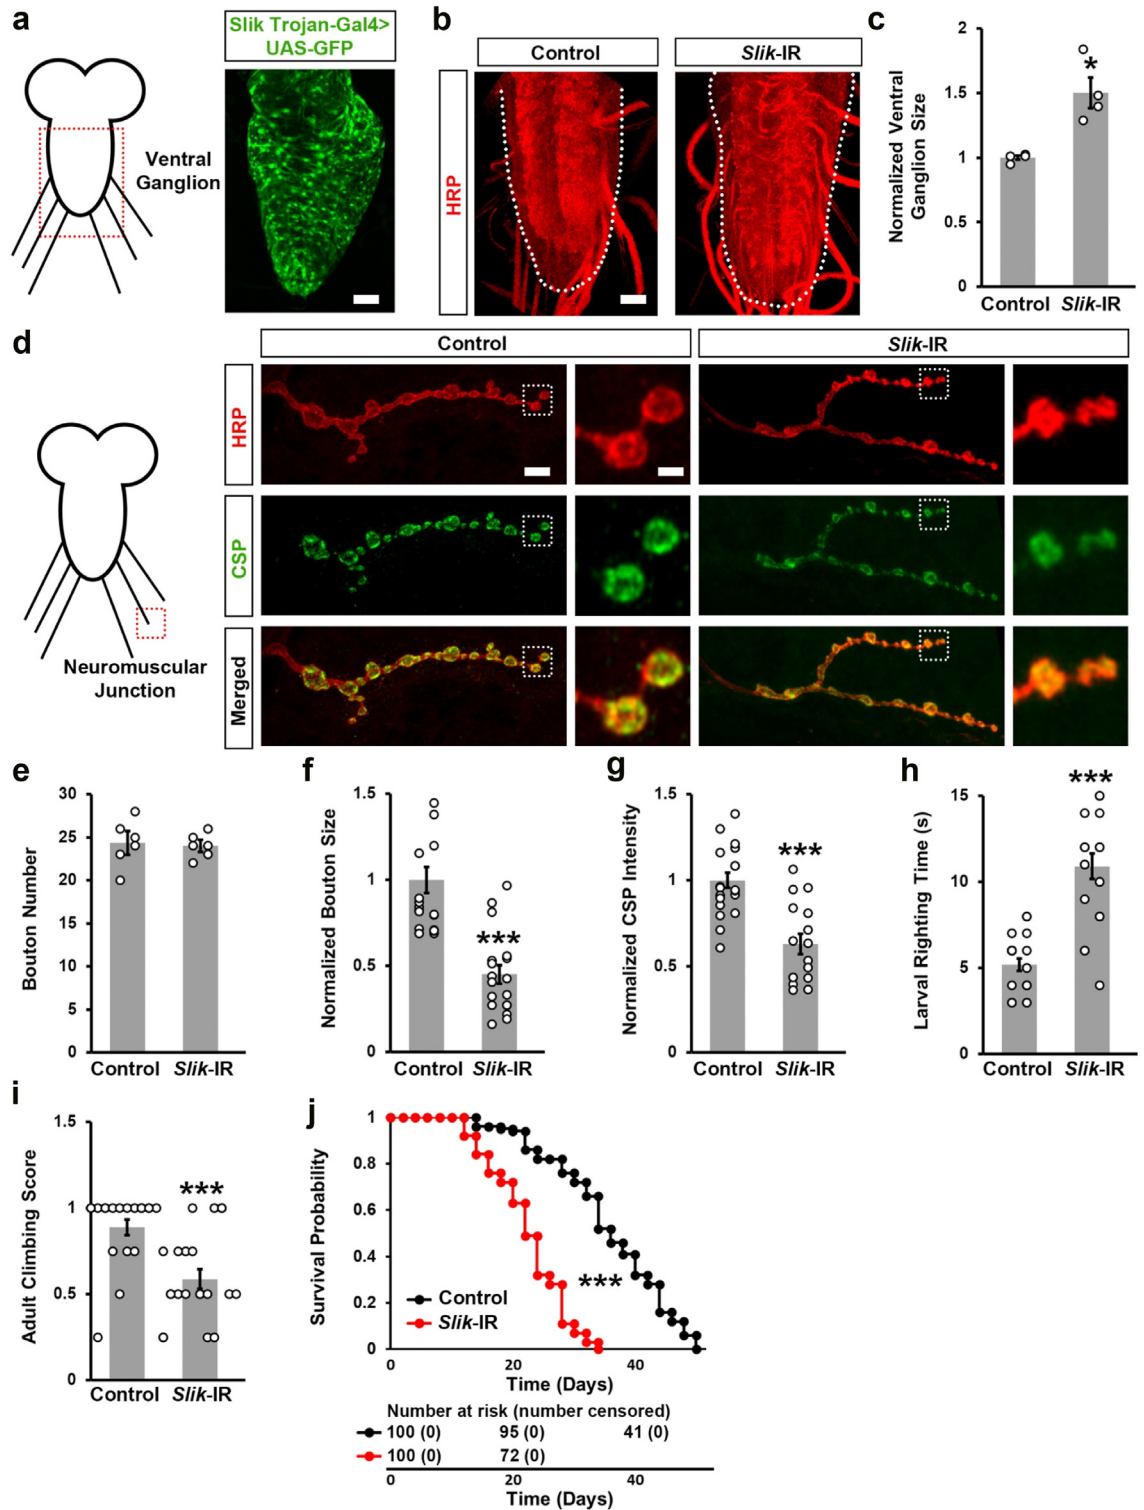 a
Slik Trojan-Gal4>
UAS-GFP
Ventral
Ganglion
b
Control
Slik-IR
HRP
c
Normalized Ventral
Ganglion Size
2
1.5
1
0.5
0
*
Control
Slik-IR
d
Control
Slik-IR
HRP
CSP
Merged
Neuromuscular
Junction
e
Bouton Number
30
25
20
15
10
5
0
Control
Slik-IR
f
Normalized Bouton Size
1.5
1
0.5
0
***
Control
Slik-IR
g
Normalized CSP Intensity
1.5
1
0.5
0
***
Control
Slik-IR
h
Larval Righting Time (s)
15
10
5
0
***
Control
Slik-IR
i
Adult Climbing Score
1.5
1
0.5
0
***
Control
Slik-IR
j
Survival Probability
1
0.8
0.6
0.4
0.2
0
***
Control
Slik-IR
0 20 40
Time (Days)
Number at risk (number censored)
100 (0) 95 (0) 41 (0)
100 (0) 72 (0)
0 20 40
Time (Days)